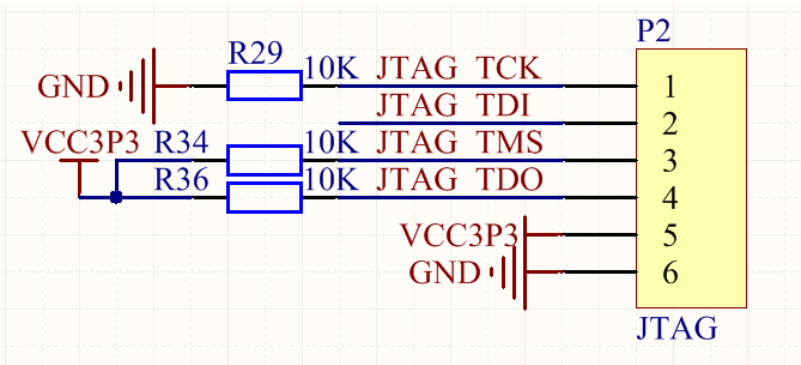 P2
R29 10K JTAG TCK 1
GND
JTAG TDI 2
VCC3P3 R34 10K JTAG TMS 3
R36 10K JTAG TDO 4
VCC3P3 5
GND 6
JTAG